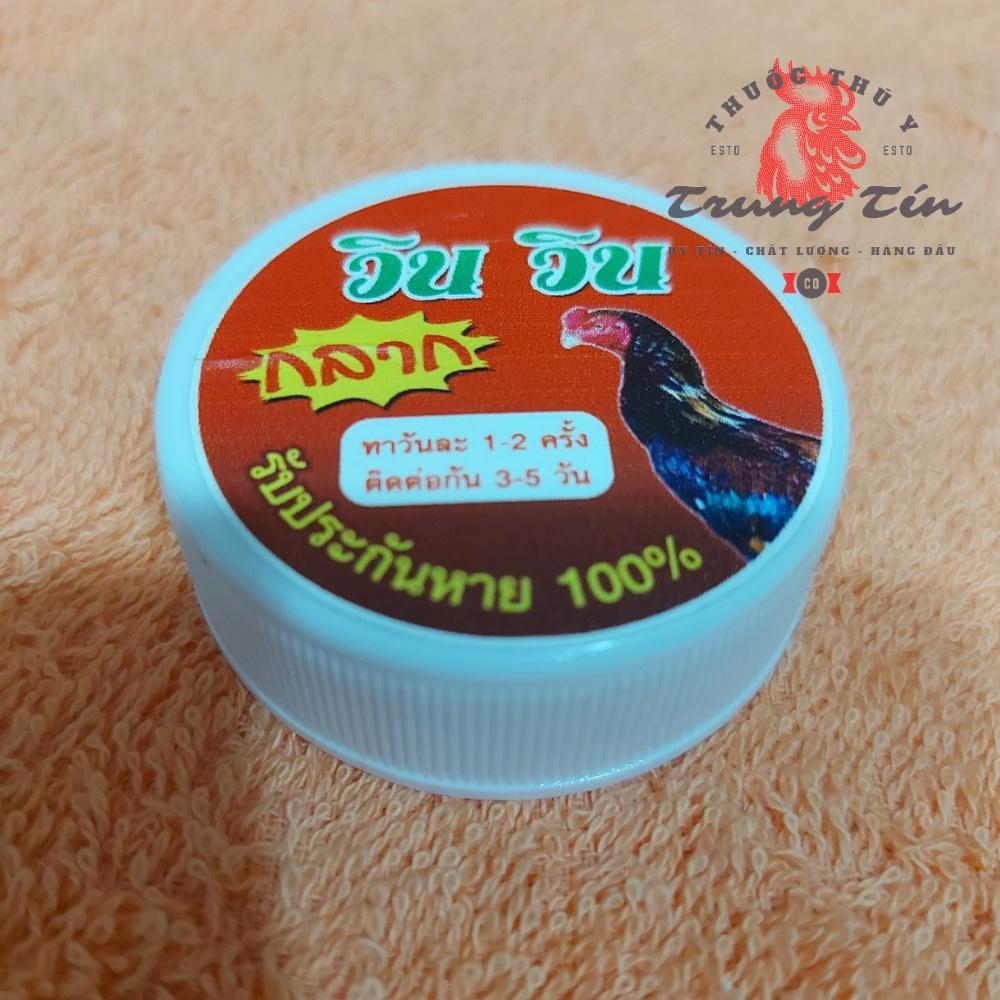 THUỐC THÚ Y
ESTD ESTD
Trung Tín
UY TÍN - CHẤT LƯỢNG - HÀNG ĐẦU
CD
วิน วิน
กลาก
ทาวันละ 1-2 ครั้ง
ติดต่อกัน 3-5 วัน
รับประกันหาย 100%